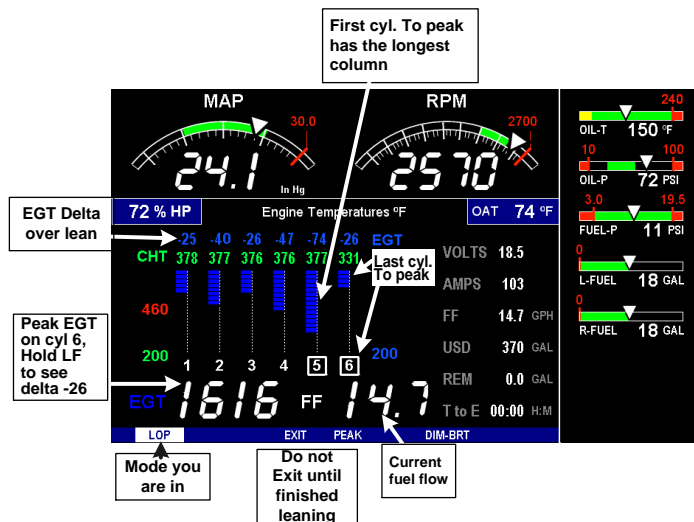 First cyl. To peak
has the longest
column
MAP
30.0
24.1
In Hg
RPM
2700
2570
240
OIL-T 150 ºF
10 100
OIL-P 72 PSI
3.0 19.5
FUEL-P 11 PSI
0
L-FUEL 18 GAL
0
R-FUEL 18 GAL
EGT Delta
over lean
72 % HP
Engine Temperatures ºF
OAT 74 ºF
-25 -40 -26 -47 -74 -26 EGT
CHT 378 377 376 376 377 331
Last cyl.
To peak
460
200
200
1 2 3 4 5 6
VOLTS 18.5
AMPS 103
FF 14.7 GPH
USD 370 GAL
REM 0.0 GAL
T to E 00:00 H:M
Peak EGT
on cyl 6,
Hold LF
to see
delta -26
EGT 1616 FF 14.7
LOP EXIT PEAK DIM-BRT
Mode you
are in
Do not
Exit until
finished
leaning
Current
fuel flow